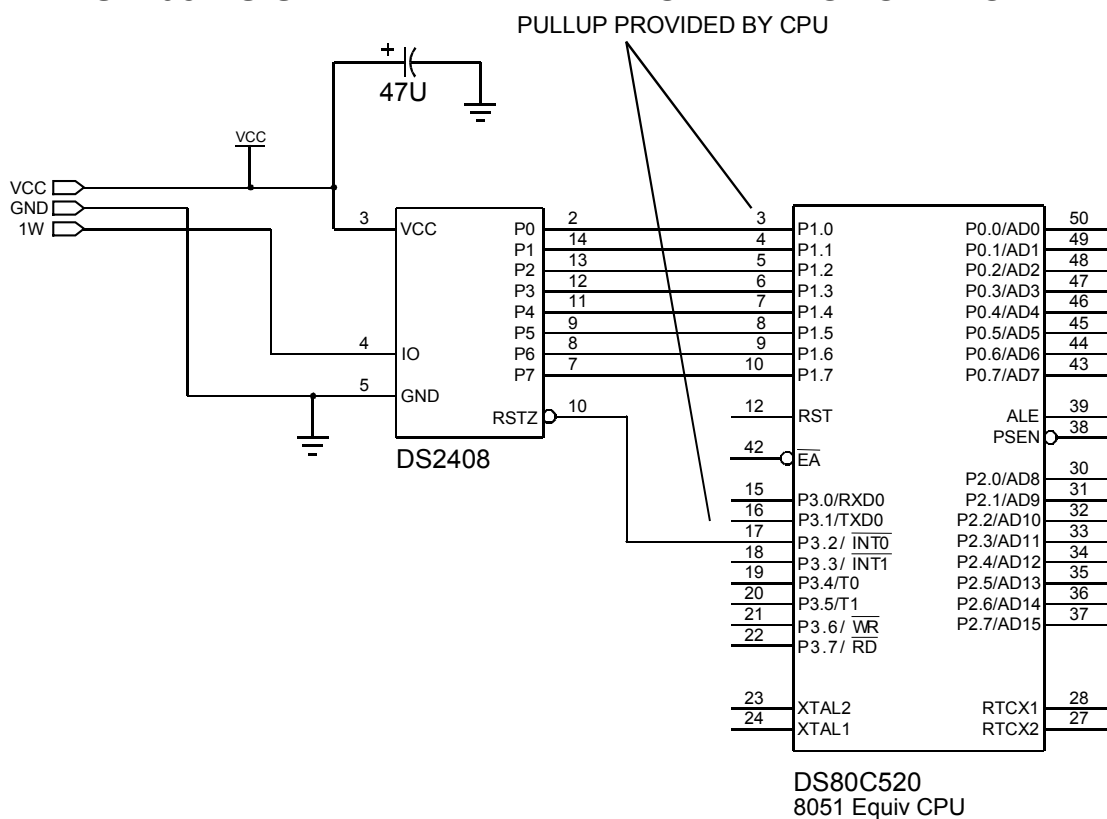 PULLUP PROVIDED BY CPU
+
47U
VCC
VCC
GND
1W
3
VCC
4
IO
5
GND
P0
2
P1
14
P2
13
P3
12
P4
11
P5
9
P6
8
P7
7
RSTZ
10
DS2408
3
P1.0
4
P1.1
5
P1.2
6
P1.3
7
P1.4
8
P1.5
9
P1.6
10
P1.7
12
RST
42
EA
15
P3.0/RXD0
16
P3.1/TXD0
17
P3.2/ INT0
18
P3.3/ INT1
19
P3.4/T0
20
P3.5/T1
21
P3.6/ WR
22
P3.7/ RD
23
XTAL2
24
XTAL1
P0.0/AD0
50
P0.1/AD1
49
P0.2/AD2
48
P0.3/AD3
47
P0.4/AD4
46
P0.5/AD5
45
P0.6/AD6
44
P0.7/AD7
43
ALE
39
PSEN
38
P2.0/AD8
30
P2.1/AD9
31
P2.2/AD10
32
P2.3/AD11
33
P2.4/AD12
34
P2.5/AD13
35
P2.6/AD14
36
P2.7/AD15
37
RTCX1
28
RTCX2
27
DS80C520
8051 Equiv CPU